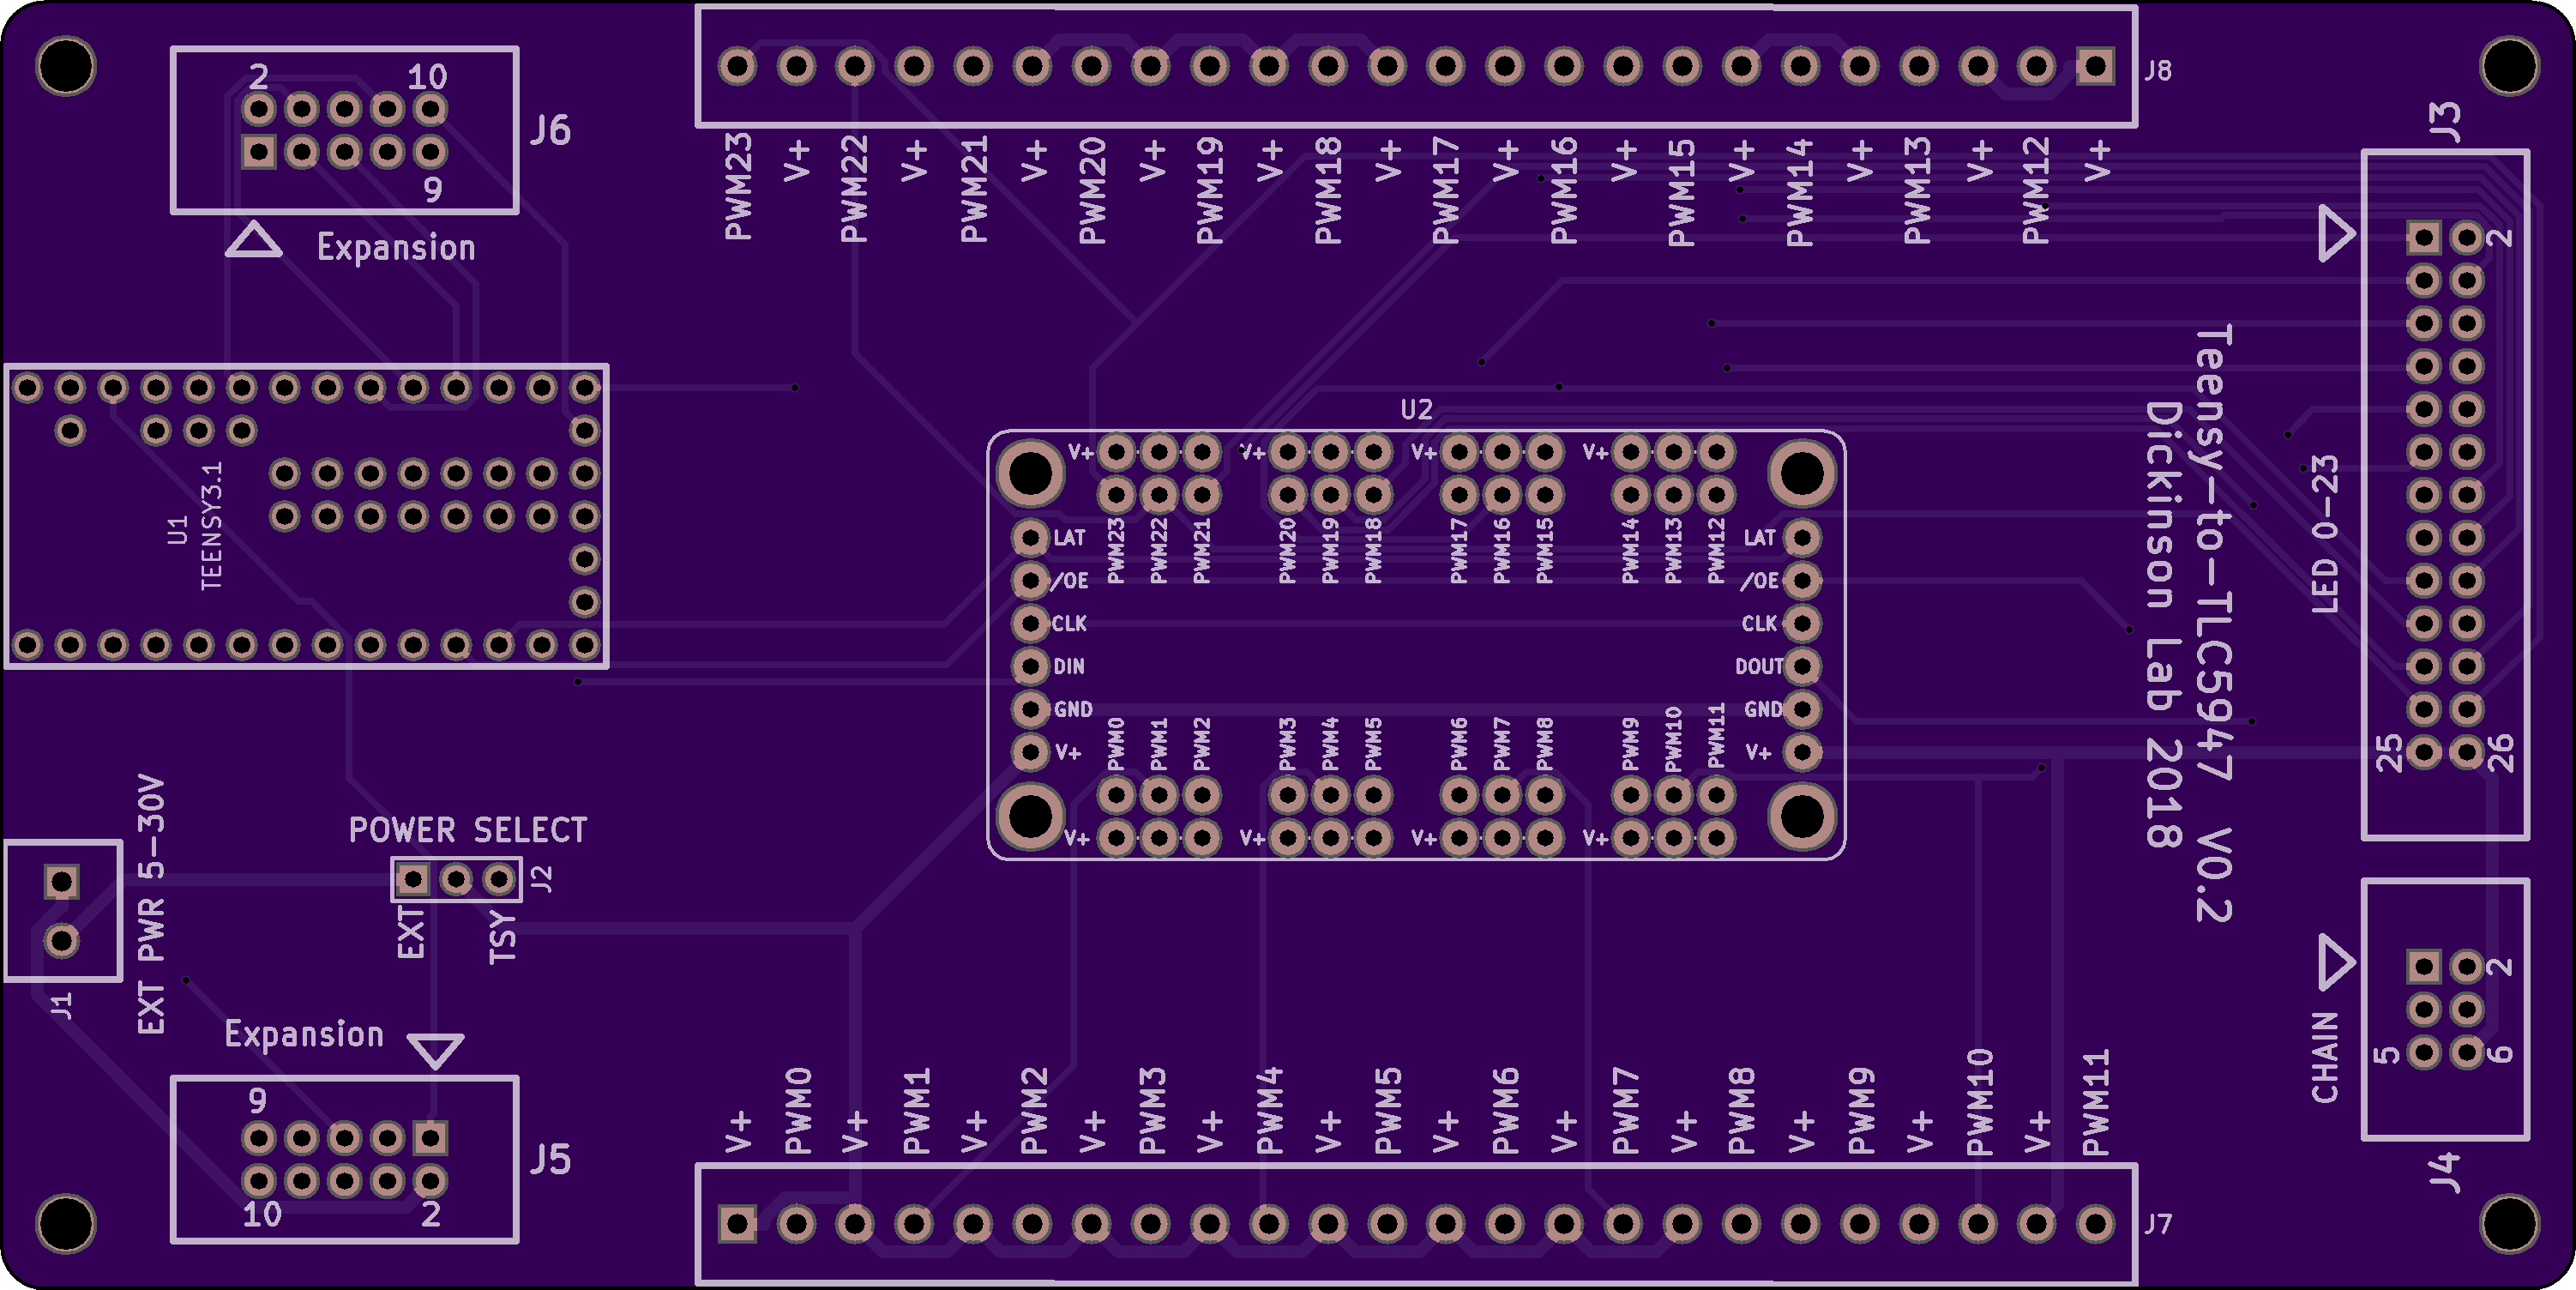 2 10
9
J6
Expansion
J8
PWM23 V+ PWM22 V+ PWM21 V+ PWM20 V+ PWM19 V+ PWM18 V+ PWM17 V+ PWM16 V+ PWM15 V+ PWM14 V+ PWM13 V+ PWM12 V+
J3
2
LED 0-23
25 26
U1
TEENSY3.1
U2
V+ V+ V+ V+
PWM23 PWM22 PWM21 PWM20 PWM19 PWM18 PWM17 PWM16 PWM15 PWM14 PWM13 PWM12
LAT LAT
/OE /OE
CLK CLK
DIN DOUT
GND GND
V+ V+
PWM0 PWM1 PWM2 PWM3 PWM4 PWM5 PWM6 PWM7 PWM8 PWM9 PWM10 PWM11
V+ V+ V+ V+
Teensy-to-TLC5947 V0.2
Dickinson Lab 2018
POWER SELECT
J2
EXT TSY
EXT PWR 5-30V
J1
Expansion
9
10 2
J5
2
5 6
CHAIN
J4
V+ PWM0 V+ PWM1 V+ PWM2 V+ PWM3 V+ PWM4 V+ PWM5 V+ PWM6 V+ PWM7 V+ PWM8 V+ PWM9 V+ PWM10 V+ PWM11
J7